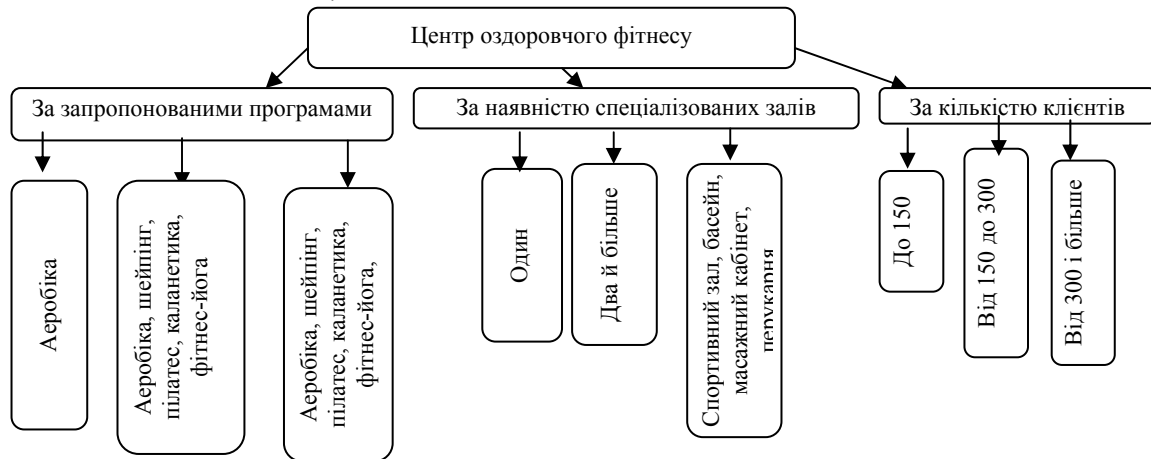 Центр оздоровчого фітнесу
За запропонованими програмами
За наявністю спеціалізованих залів
За кількістю клієнтів
Аеробіка
Аеробіка, шейпінг,
пілатес, каланетика,
фітнес-йога
Аеробіка, шейпінг,
пілатес, каланетика,
фітнес-йога,
Один
Два й більше
Спортивний зал, басейн,
масажний кабінет,
перукарня
До 150
Від 150 до 300
Від 300 і більше